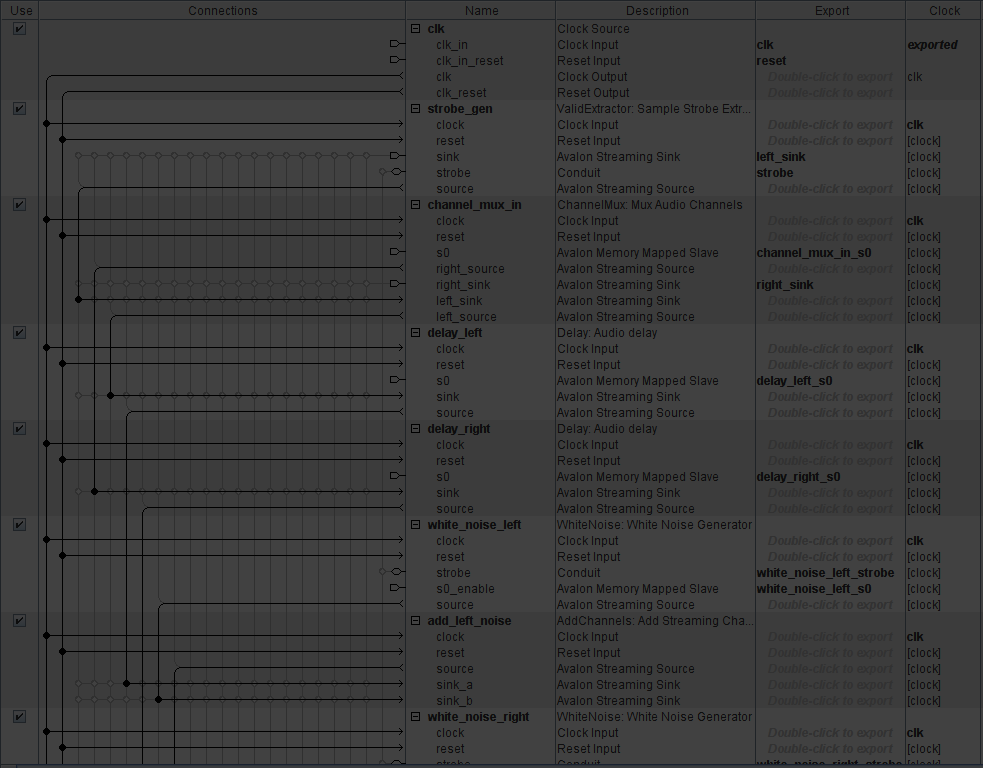 Use Connections Name Description Export Clock
clk Clock Source
clk_in Clock Input clk exported
clk_in_reset Reset Input reset
clk Clock Output Double-click to export clk
clk_reset Reset Output Double-click to export
strobe_gen ValidExtractor: Sample Strobe Extr...
clock Clock Input Double-click to export clk
reset Reset Input Double-click to export [clock]
sink Avalon Streaming Sink left_sink [clock]
strobe Conduit strobe [clock]
source Avalon Streaming Source Double-click to export [clock]
channel_mux_in ChannelMux: Mux Audio Channels
clock Clock Input Double-click to export clk
reset Reset Input Double-click to export [clock]
s0 Avalon Memory Mapped Slave channel_mux_in_s0 [clock]
right_source Avalon Streaming Source Double-click to export [clock]
right_sink Avalon Streaming Sink right_sink [clock]
left_sink Avalon Streaming Sink Double-click to export [clock]
left_source Avalon Streaming Source Double-click to export [clock]
delay_left Delay: Audio delay
clock Clock Input Double-click to export clk
reset Reset Input Double-click to export [clock]
s0 Avalon Memory Mapped Slave delay_left_s0 [clock]
sink Avalon Streaming Sink Double-click to export [clock]
source Avalon Streaming Source Double-click to export [clock]
delay_right Delay: Audio delay
clock Clock Input Double-click to export clk
reset Reset Input Double-click to export [clock]
s0 Avalon Memory Mapped Slave delay_right_s0 [clock]
sink Avalon Streaming Sink Double-click to export [clock]
source Avalon Streaming Source Double-click to export [clock]
white_noise_left WhiteNoise: White Noise Generator
clock Clock Input Double-click to export clk
reset Reset Input Double-click to export [clock]
strobe Conduit white_noise_left_strobe [clock]
s0_enable Avalon Memory Mapped Slave white_noise_left_s0 [clock]
source Avalon Streaming Source Double-click to export [clock]
add_left_noise AddChannels: Add Streaming Cha...
clock Clock Input Double-click to export clk
reset Reset Input Double-click to export [clock]
source Avalon Streaming Source Double-click to export [clock]
sink_a Avalon Streaming Sink Double-click to export [clock]
sink_b Avalon Streaming Sink Double-click to export [clock]
white_noise_right WhiteNoise: White Noise Generator
clock Clock Input Double-click to export clk
reset Reset Input Double-click to export [clock]
strobe Conduit white_noise_right_strobe [clock]